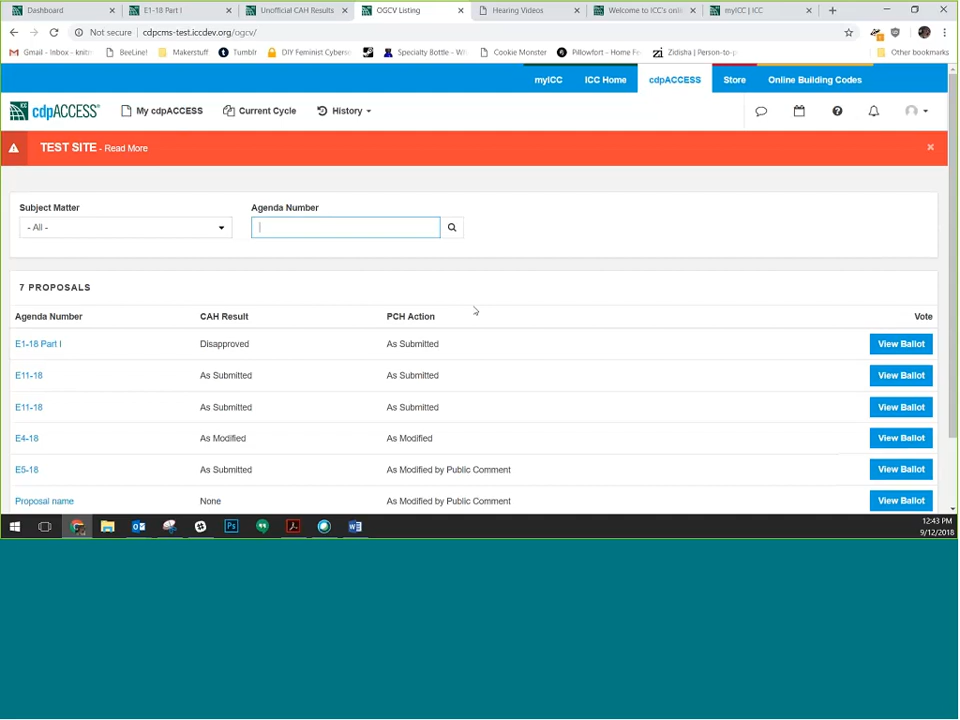 Dashboard
E1-18 Part I
Unofficial CAH Results
OGCV Listing
Hearing Videos
Welcome to ICC's onli
myICC | ICC
Not secure | cdpcms-test.iccdev.org/ogcv/
Gmail - Inbox - knitt
BeeLine!
Makerstuff
Tumblr
DIY Feminist Cyberse
Specialty Bottle - Wh
Cookie Monster
Pillowfort - Home Fe
Zidisha | Person-to-p
Other bookmarks
myICC
ICC Home
cdpACCESS
Store
Online Building Codes
cdpACCESS®
My cdpACCESS
Current Cycle
History
TEST SITE - Read More
Subject Matter
Agenda Number
- All -
7 PROPOSALS
Agenda Number CAH Result PCH Action Vote
E1-18 Part I Disapproved As Submitted View Ballot
E11-18 As Submitted As Submitted View Ballot
E11-18 As Submitted As Submitted View Ballot
E4-18 As Modified As Modified View Ballot
E5-18 As Submitted As Modified by Public Comment View Ballot
Proposal name None As Modified by Public Comment View Ballot
12:43 PM
9/12/2018